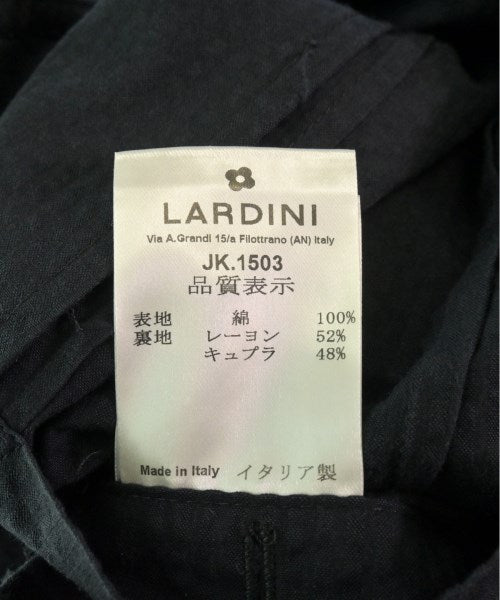 LARDINI
Via A.Grandi 15/a Filottrano (AN) Italy
JK.1503
品質表示
表地 綿 100%
裏地 レーヨン 52%
キュプラ 48%
Made in Italy イタリア製